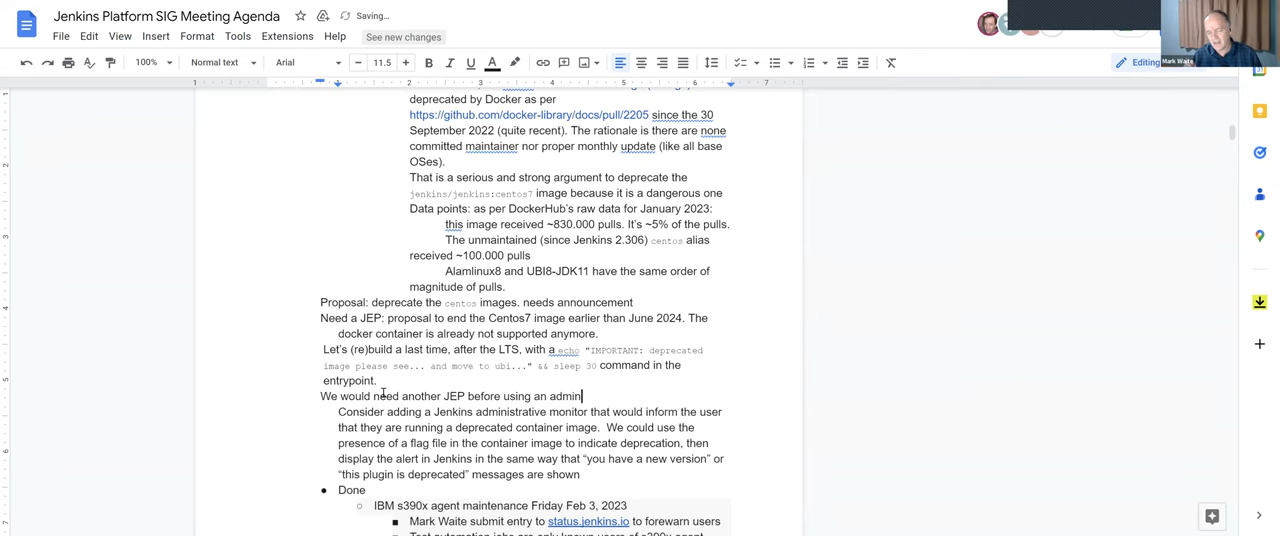 Jenkins Platform SIG Meeting Agenda
Saving...
File Edit View Insert Format Tools Extensions Help See new changes
100% Normal text Arial 11.5 Editing
Mark Waite
deprecated by Docker as per
https://github.com/docker-library/docs/pull/2205 since the 30
September 2022 (quite recent). The rationale is there are none
committed maintainer nor proper monthly update (like all base
OSes).
That is a serious and strong argument to deprecate the
jenkins/jenkins:centos7 image because it is a dangerous one
Data points: as per DockerHub's raw data for January 2023:
this image received ~830.000 pulls. It's ~5% of the pulls.
The unmaintained (since Jenkins 2.306) centos alias
received ~100.000 pulls
Alamlinux8 and UBI8-JDK11 have the same order of
magnitude of pulls.
Proposal: deprecate the centos images. needs announcement
Need a JEP: proposal to end the Centos7 image earlier than June 2024. The
docker container is already not supported anymore.
Let's (re)build a last time, after the LTS, with a echo "IMPORTANT: deprecated
image please see... and move to ubi..." && sleep 30 command in the
entrypoint.
We would need another JEP before using an admin
Consider adding a Jenkins administrative monitor that would inform the user
that they are running a deprecated container image. We could use the
presence of a flag file in the container image to indicate deprecation, then
display the alert in Jenkins in the same way that "you have a new version" or
"this plugin is deprecated" messages are shown
● Done
○ IBM s390x agent maintenance Friday Feb 3, 2023
■ Mark Waite submit entry to status.jenkins.io to forewarn users
■ Test automation jobs are only known users of s390x agent